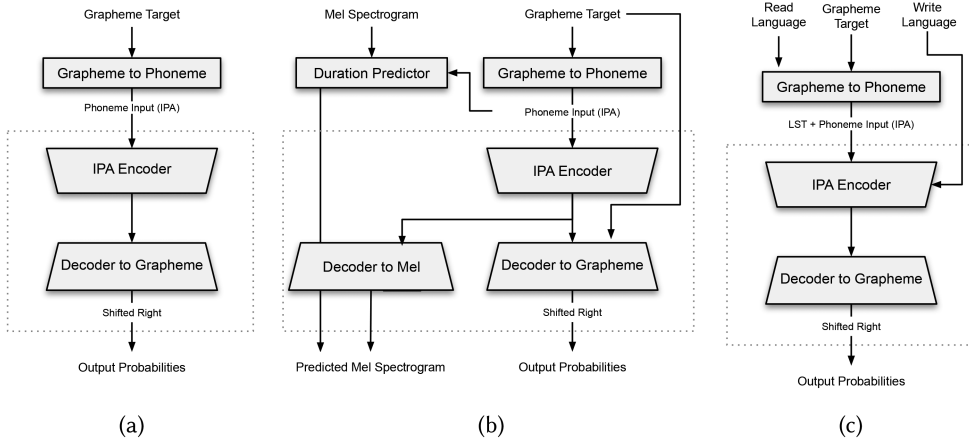 Grapheme Target
Grapheme to Phoneme
Phoneme Input (IPA)
IPA Encoder
Decoder to Grapheme
Shifted Right
Output Probabilities
(a)
Mel Spectrogram
Grapheme Target
Duration Predictor
Grapheme to Phoneme
Phoneme Input (IPA)
IPA Encoder
Decoder to Mel
Decoder to Grapheme
Shifted Right
Predicted Mel Spectrogram
Output Probabilities
(b)
Read
Language
Grapheme
Target
Write
Language
Grapheme to Phoneme
LST + Phoneme Input (IPA)
IPA Encoder
Decoder to Grapheme
Shifted Right
Output Probabilities
(c)